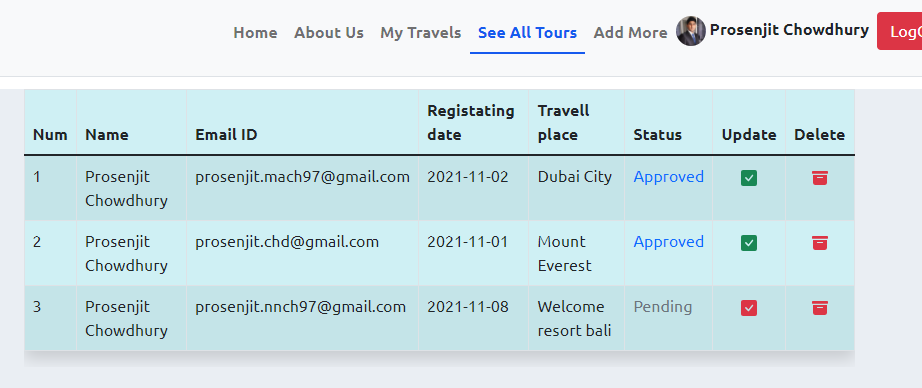 Home About Us My Travels See All Tours Add More Prosenjit Chowdhury Log
Num Name Email ID Registating date Travell place Status Update Delete
1 Prosenjit Chowdhury prosenjit.mach97@gmail.com 2021-11-02 Dubai City Approved
2 Prosenjit Chowdhury prosenjit.chd@gmail.com 2021-11-01 Mount Everest Approved
3 Prosenjit Chowdhury prosenjit.nnch97@gmail.com 2021-11-08 Welcome resort bali Pending